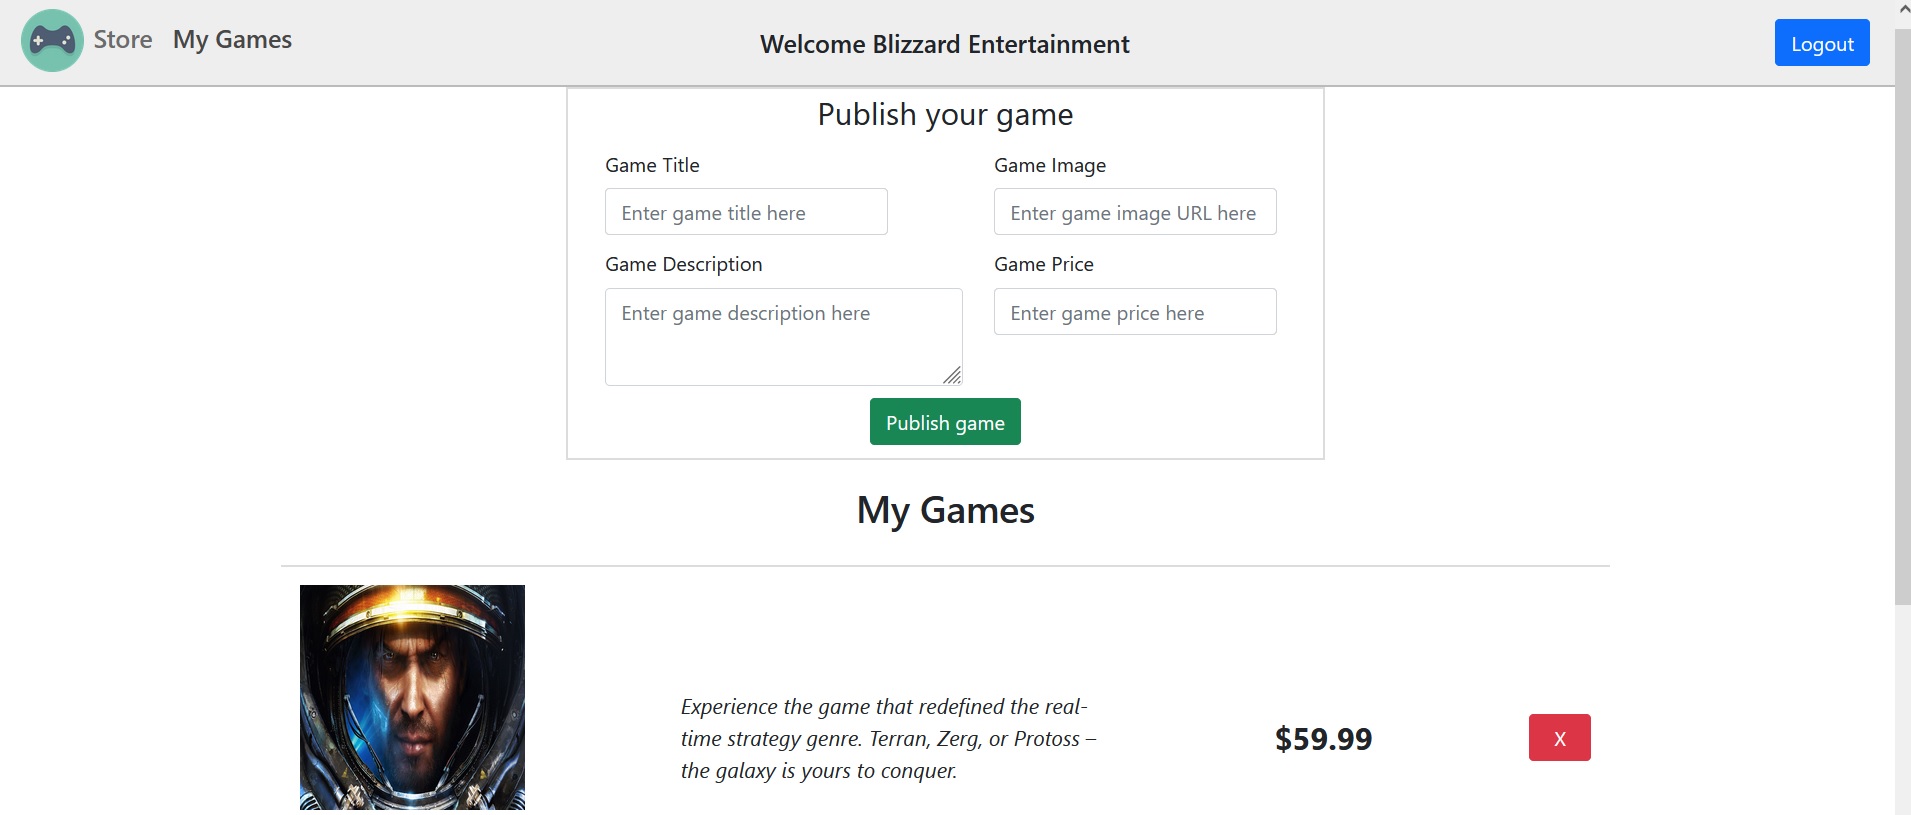 Store My Games
Welcome Blizzard Entertainment
Logout
Publish your game
Game Title
Enter game title here
Game Image
Enter game image URL here
Game Description
Enter game description here
Game Price
Enter game price here
Publish game
My Games
Experience the game that redefined the real-
time strategy genre. Terran, Zerg, or Protoss –
the galaxy is yours to conquer.
$59.99
X